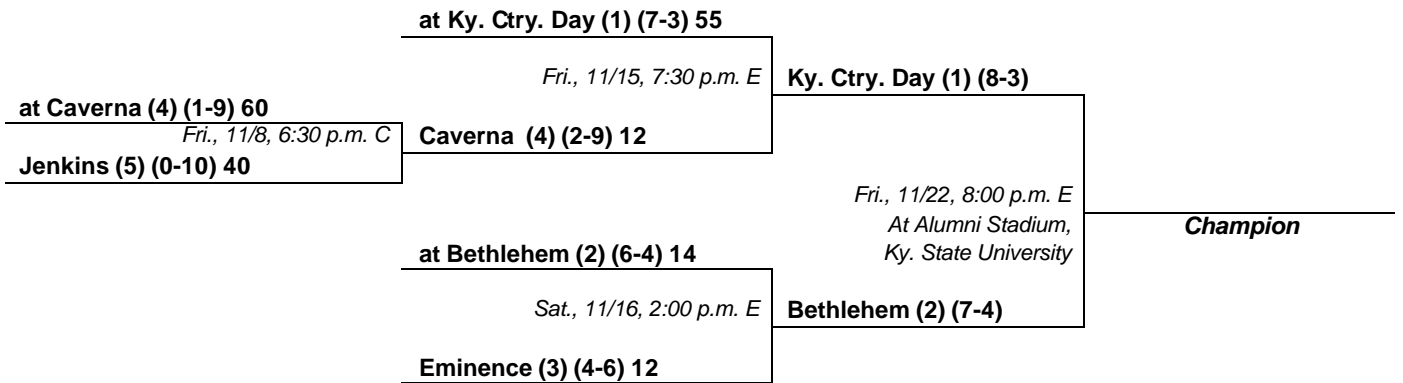 at Ky. Ctry. Day (1) (7-3) 55
Fri., 11/15, 7:30 p.m. E
Ky. Ctry. Day (1) (8-3)
at Caverna (4) (1-9) 60
Fri., 11/8, 6:30 p.m. C
Caverna (4) (2-9) 12
Jenkins (5) (0-10) 40
Fri., 11/22, 8:00 p.m. E
At Alumni Stadium,
Ky. State University
Champion
at Bethlehem (2) (6-4) 14
Sat., 11/16, 2:00 p.m. E
Bethlehem (2) (7-4)
Eminence (3) (4-6) 12